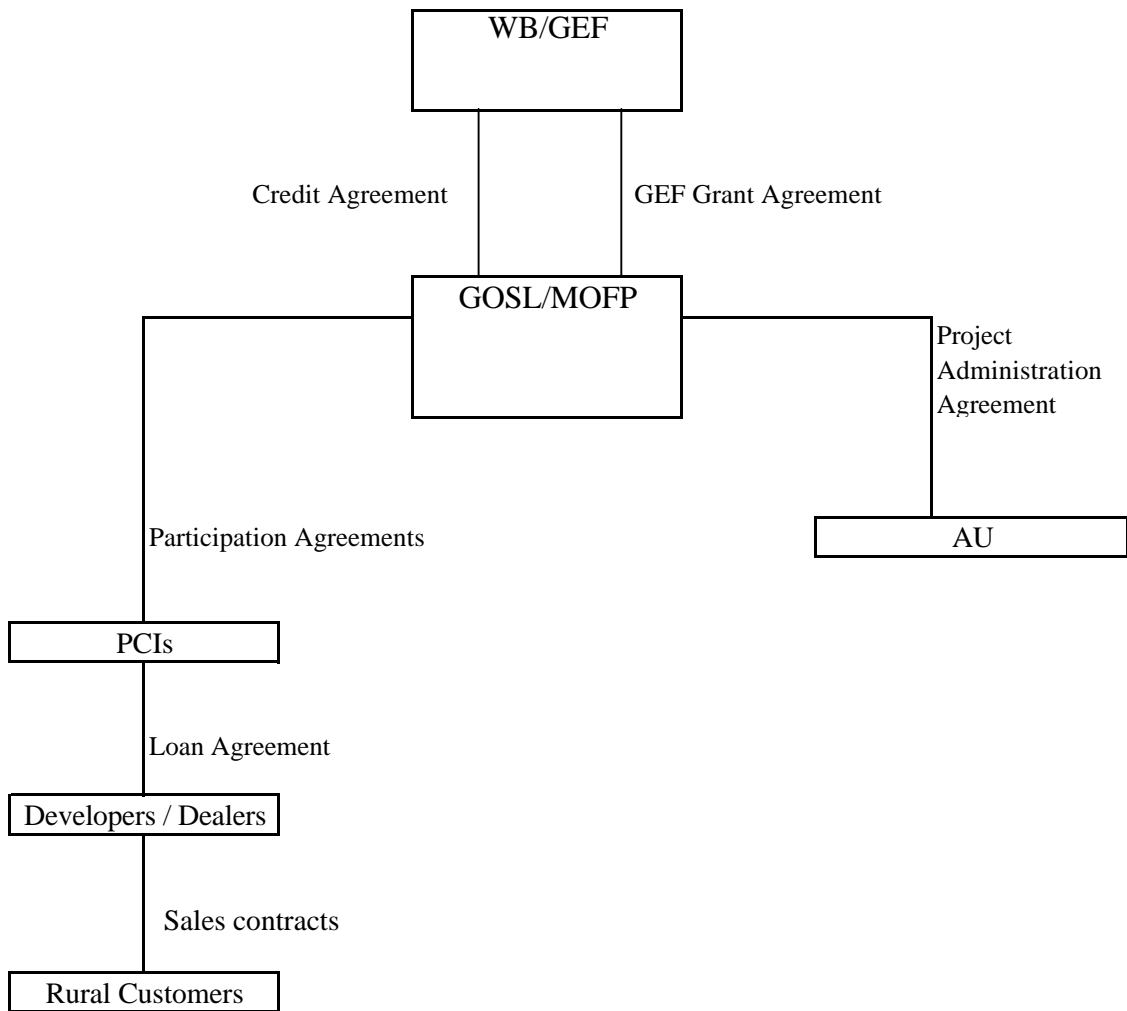 WB/GEF
Credit Agreement
GEF Grant Agreement
GOSL/MOFP
Project
Administration
Agreement
Participation Agreements
AU
PCIs
Loan Agreement
Developers / Dealers
Sales contracts
Rural Customers